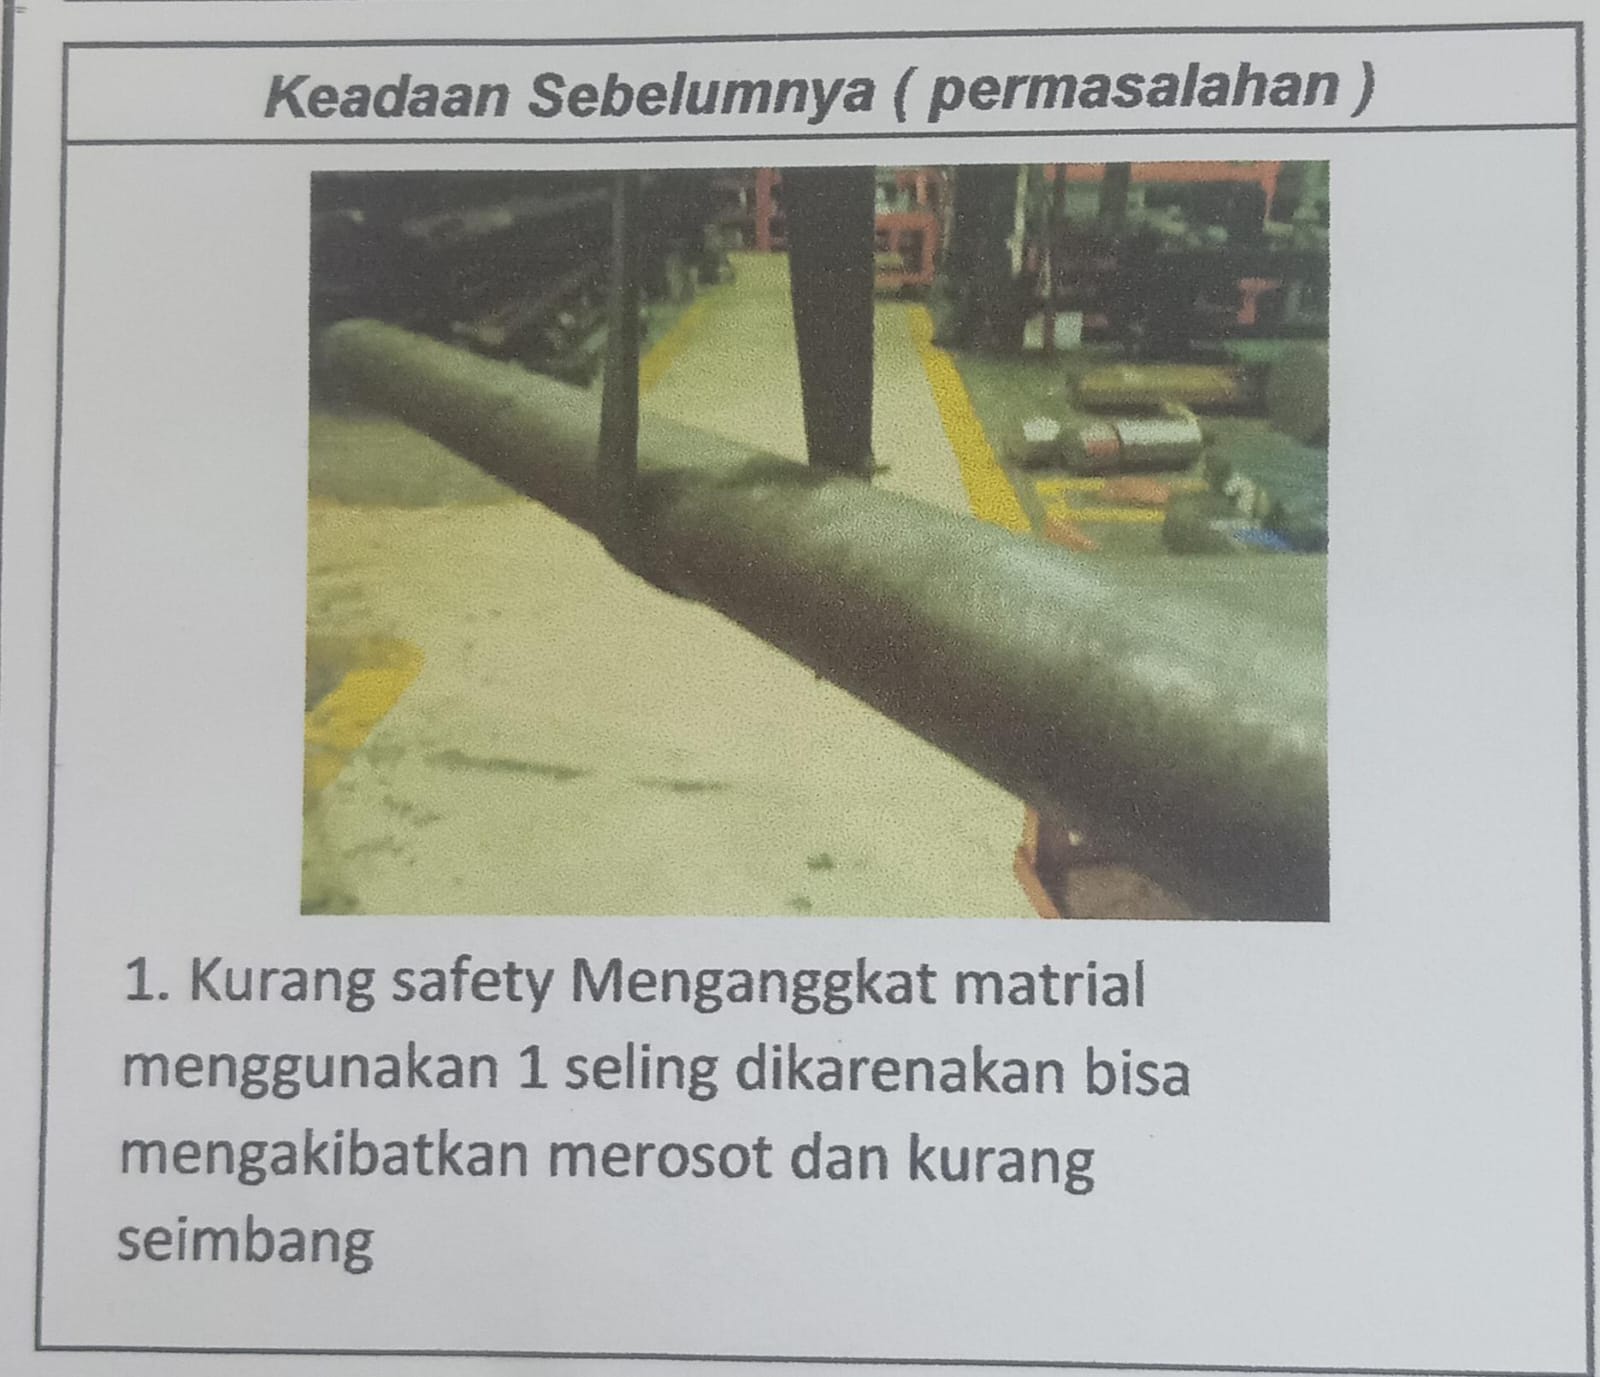 Keadaan Sebelumnya ( permasalahan )
1. Kurang safety Menganggkat matrial
menggunakan 1 seling dikarenakan bisa
mengakibatkan merosot dan kurang
seimbang